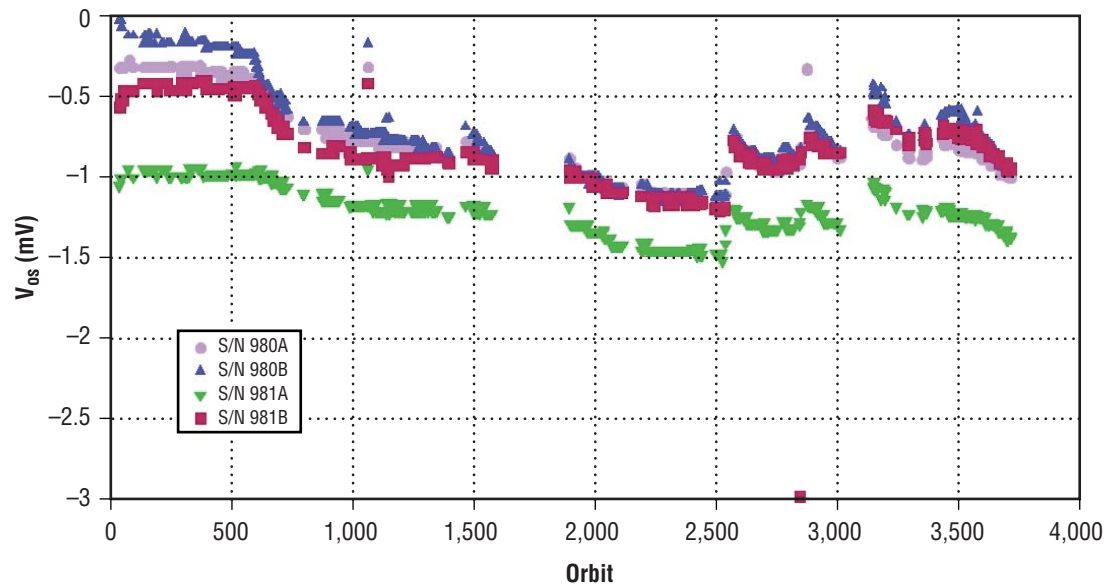 0
–0.5
–1
–1.5
–2
–2.5
–3
V_os (mV)
S/N 980A
S/N 980B
S/N 981A
S/N 981B
0 500 1,000 1,500 2,000 2,500 3,000 3,500 4,000
Orbit